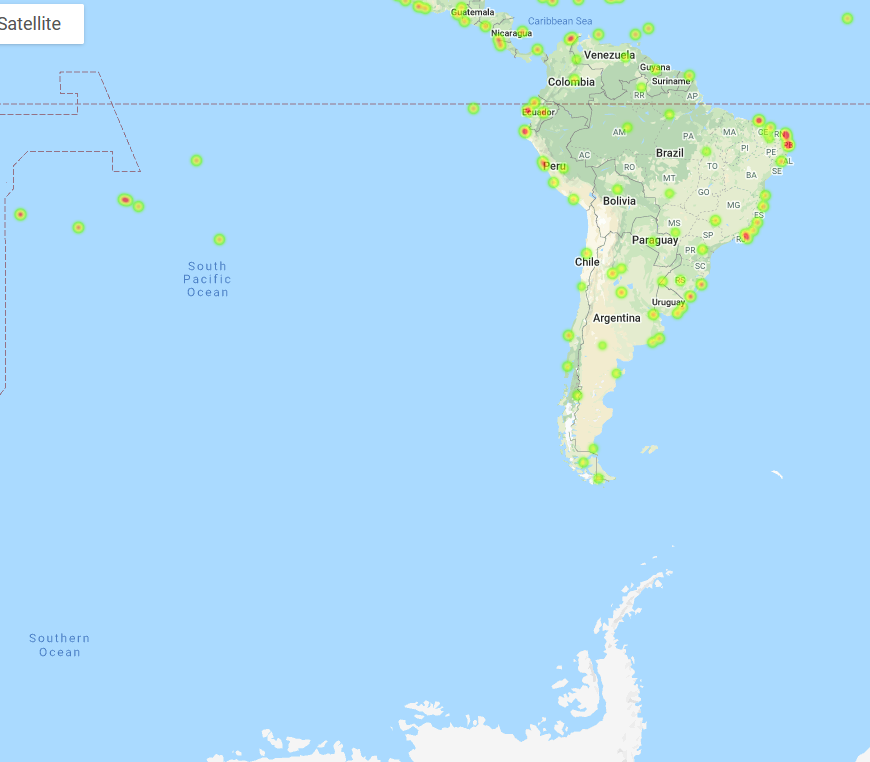 Satellite
Guatemala
Caribbean Sea
Nicaragua
Venezuela
Guyana
Colombia
Suriname
RR
AP
Ecuador
AM
PA
MA
CE
RN
PB
PI
PE
Peru
AC
Brazil
AL
RO
TO
SE
MT
BA
Bolivia
GO
MG
ES
MS
Paraguay
SP
RJ
PR
Chile
SC
South
Pacific
Ocean
RS
Uruguay
Argentina
Southern
Ocean